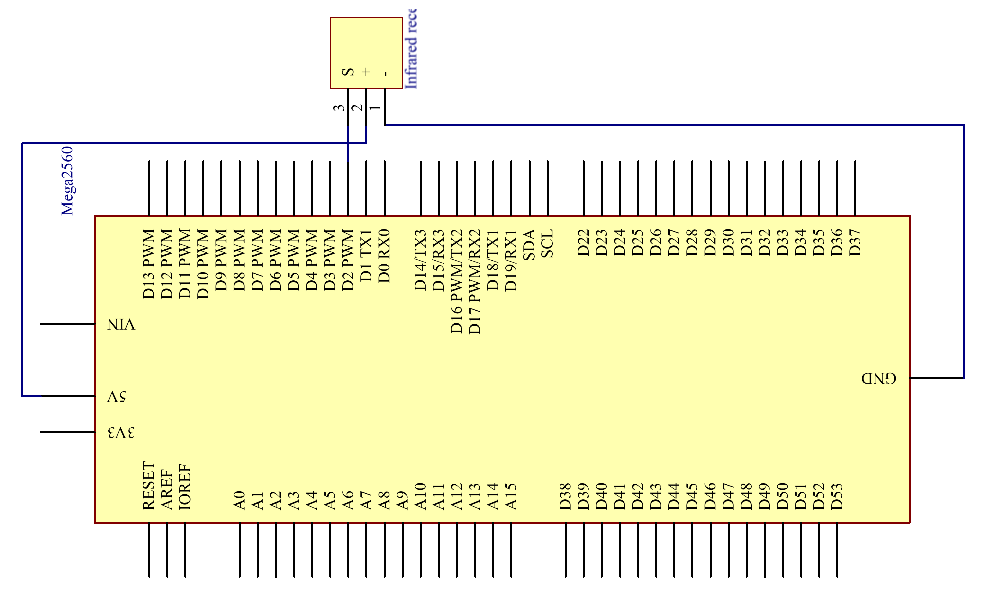 Infrared rece
S
+
-
3
2
1
Mega2560
D13 PWM
D12 PWM
D11 PWM
D10 PWM
D9 PWM
D8 PWM
D7 PWM
D6 PWM
D5 PWM
D4 PWM
D3 PWM
D2 PWM
D1 TX1
D0 RX0
D14/TX3
D15/RX3
D16 PWM/TX2
D17 PWM/RX2
D18/TX1
D19/RX1
SDA
SCL
D22
D23
D24
D25
D26
D27
D28
D29
D30
D31
D32
D33
D34
D35
D36
D37
VIN
5V
3V3
GND
RESET
AREF
IOREF
A0
A1
A2
A3
A4
A5
A6
A7
A8
A9
A10
A11
A12
A13
A14
A15
D38
D39
D40
D41
D42
D43
D44
D45
D46
D47
D48
D49
D50
D51
D52
D53